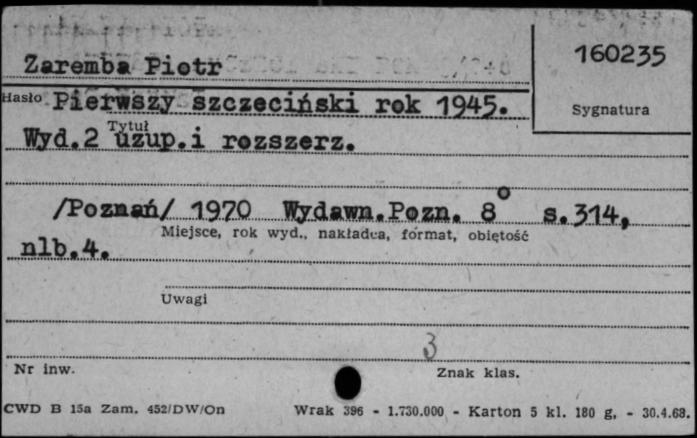 Zaremba Piotr
160235
Hasło
Pierwszy szczeciński rok 1945.
Sygnatura
Tytuł
Wyd.2 uzup.i rozszerz.
/Poznań/ 1970 Wydawn.Pozn. 8° s.314,
Miejsce, rok wyd., nakładca, format, objętość
nlb.4.
Uwagi
3
Nr inw.
Znak klas.
CWD B 15a Zam. 452/DW/On
Wrak 396 - 1.730.000 - Karton 5 kl. 180 g, - 30.4.68.